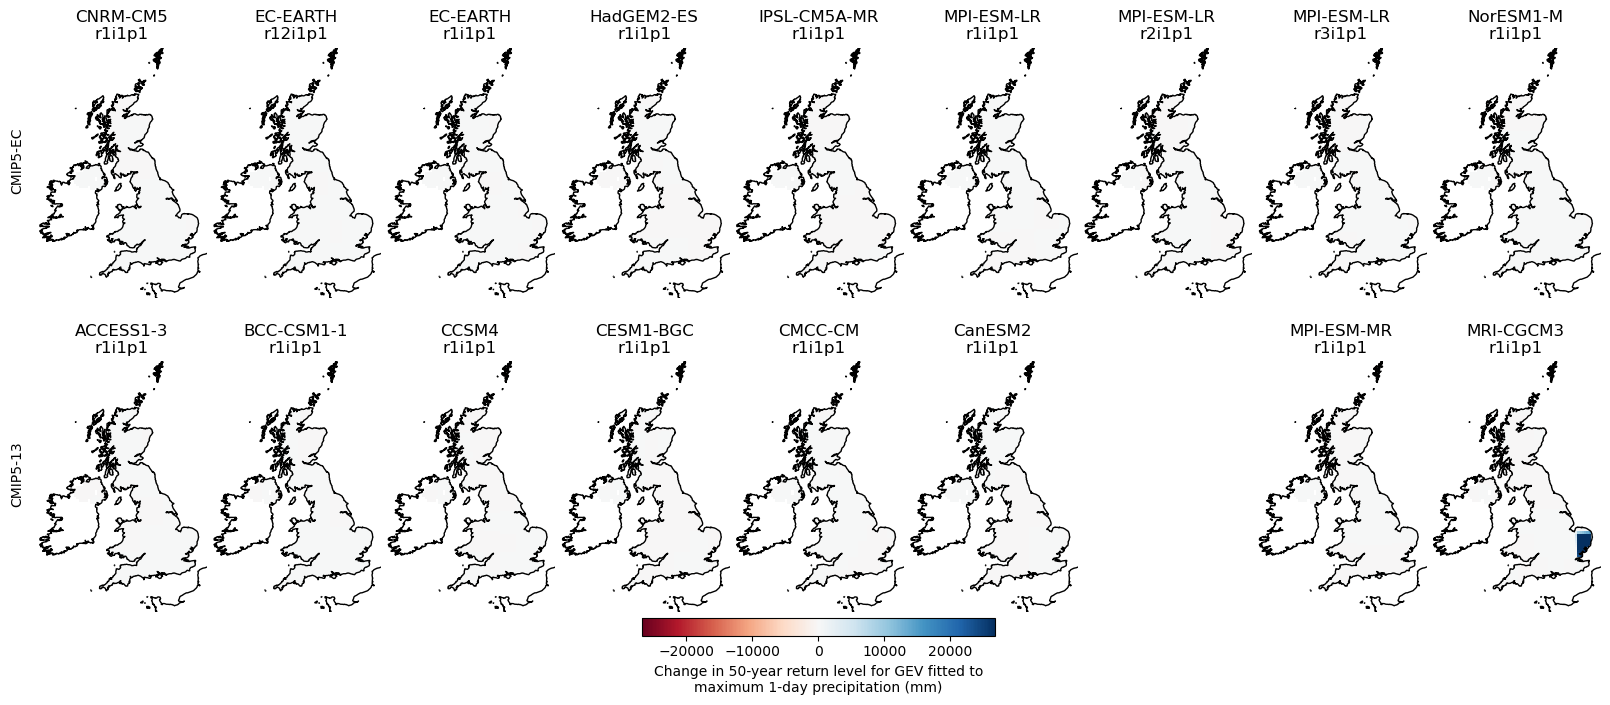 CNRM-CM5
r1i1p1
EC-EARTH
r12i1p1
EC-EARTH
r1i1p1
HadGEM2-ES
r1i1p1
IPSL-CM5A-MR
r1i1p1
MPI-ESM-LR
r1i1p1
MPI-ESM-LR
r2i1p1
MPI-ESM-LR
r3i1p1
NorESM1-M
r1i1p1
CMIP5-EC
ACCESS1-3
r1i1p1
BCC-CSM1-1
r1i1p1
CCSM4
r1i1p1
CESM1-BGC
r1i1p1
CMCC-CM
r1i1p1
CanESM2
r1i1p1
MPI-ESM-MR
r1i1p1
MRI-CGCM3
r1i1p1
CMIP5-13
−20000 −10000 0 10000 20000
Change in 50-year return level for GEV fitted to
maximum 1-day precipitation (mm)